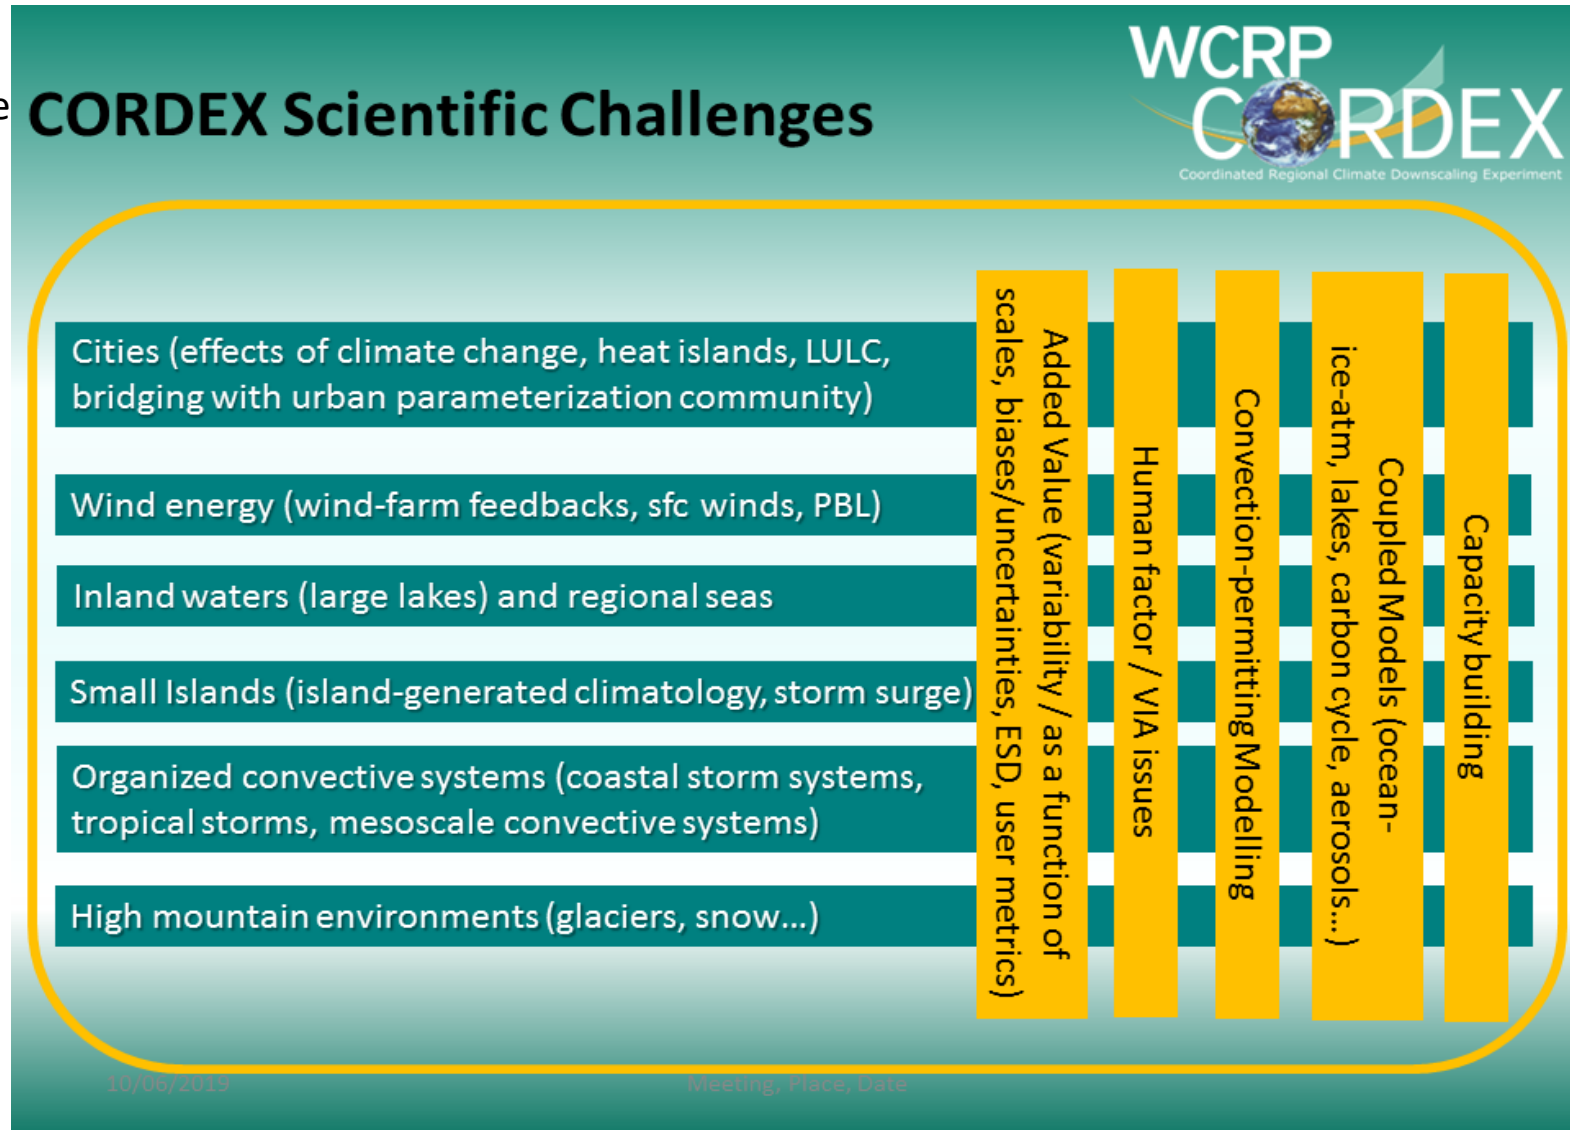 e
CORDEX Scientific Challenges
WCRP
CORDEX
Coordinated Regional Climate Downscaling Experiment
Cities (effects of climate change, heat islands, LULC,
bridging with urban parameterization community)
Wind energy (wind-farm feedbacks, sfc winds, PBL)
Inland waters (large lakes) and regional seas
Small Islands (island-generated climatology, storm surge)
Organized convective systems (coastal storm systems,
tropical storms, mesoscale convective systems)
High mountain environments (glaciers, snow…)
Added Value (variability / as a function of
scales, biases/uncertainties, ESD, user metrics)
Human factor / VIA issues
Convection-permitting Modelling
Coupled Models (ocean-
ice-atm, lakes, carbon cycle, aerosols…)
Capacity building
10/06/2019
Meeting, Place, Date